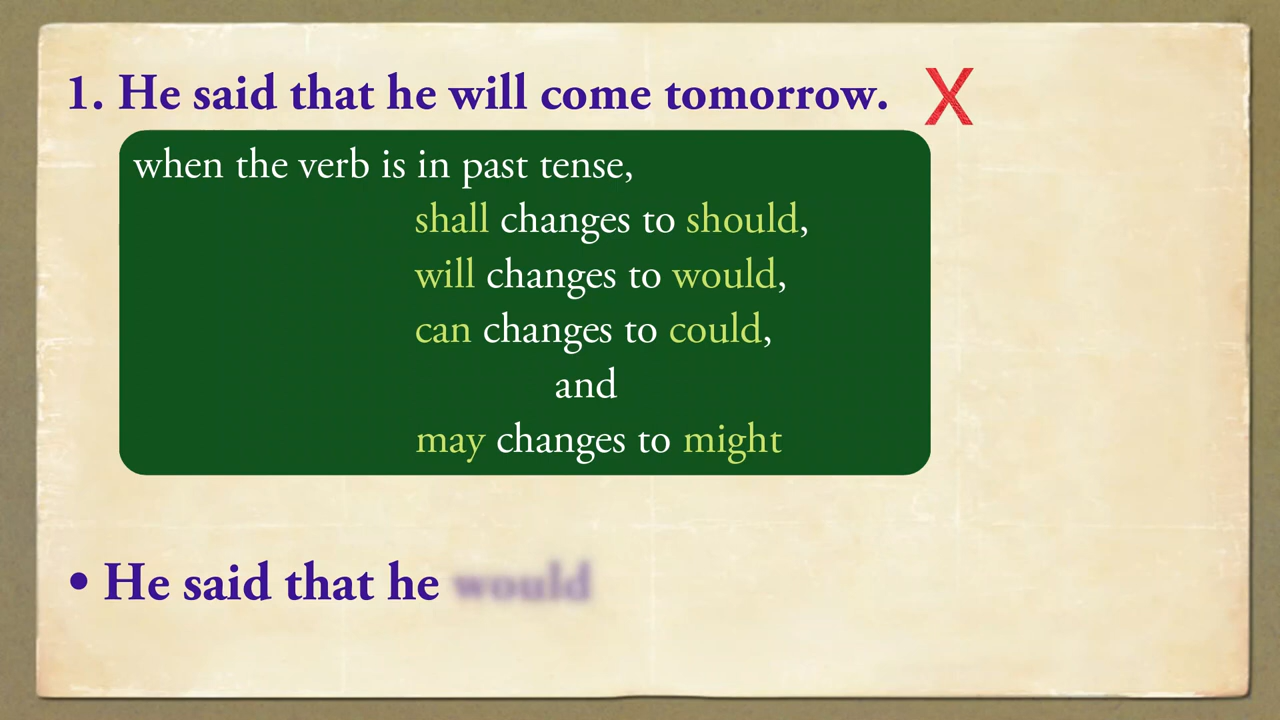 1. He said that he will come tomorrow. X
when the verb is in past tense,
shall changes to should,
will changes to would,
can changes to could,
and
may changes to might
• He said that he would